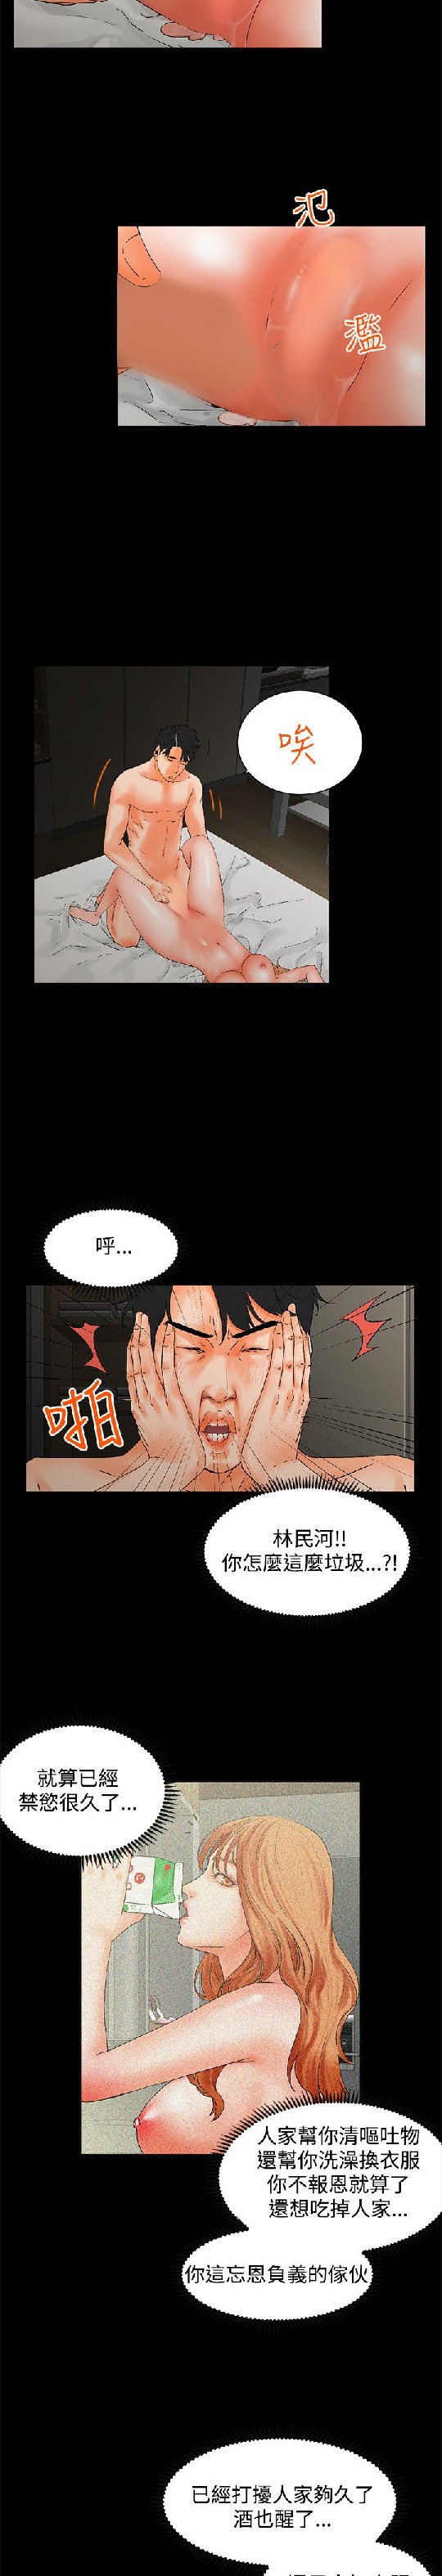 氾
濫
唉
呼...
啪
林民河!!
你怎麼這麼垃圾...?!
就算已經
禁慾很久了...
人家幫你清嘔吐物
還幫你洗澡換衣服
你不報恩就算了
還想吃掉人家...
你這忘恩負義的傢伙
已經打擾人家夠久了
酒也醒了...